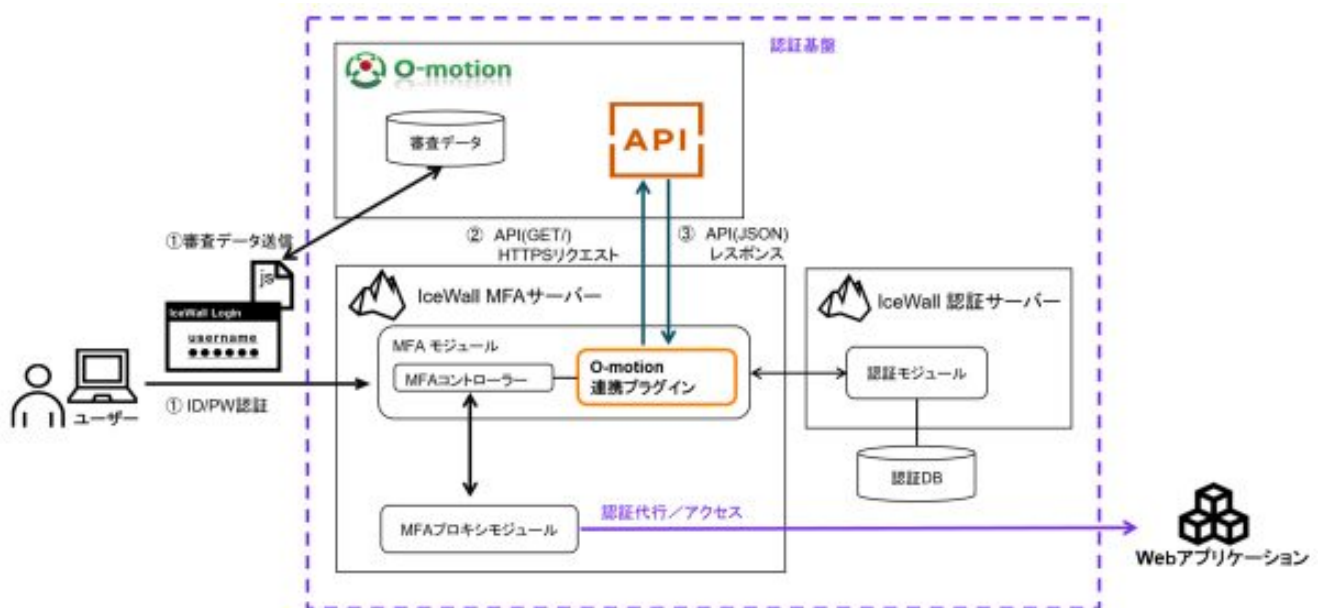 認証基盤
O-motion
審査データ
API
①審査データ送信
② API(GET/)
HTTPSリクエスト
③ API(JSON)
レスポンス
.js
IceWall Login
username
●●●●●●
IceWall MFAサーバー
IceWall 認証サーバー
MFA モジュール
MFAコントローラー
O-motion
連携プラグイン
認証モジュール
ユーザー
① ID/PW認証
認証DB
MFAプロキシモジュール
認証代行／アクセス
Webアプリケーション